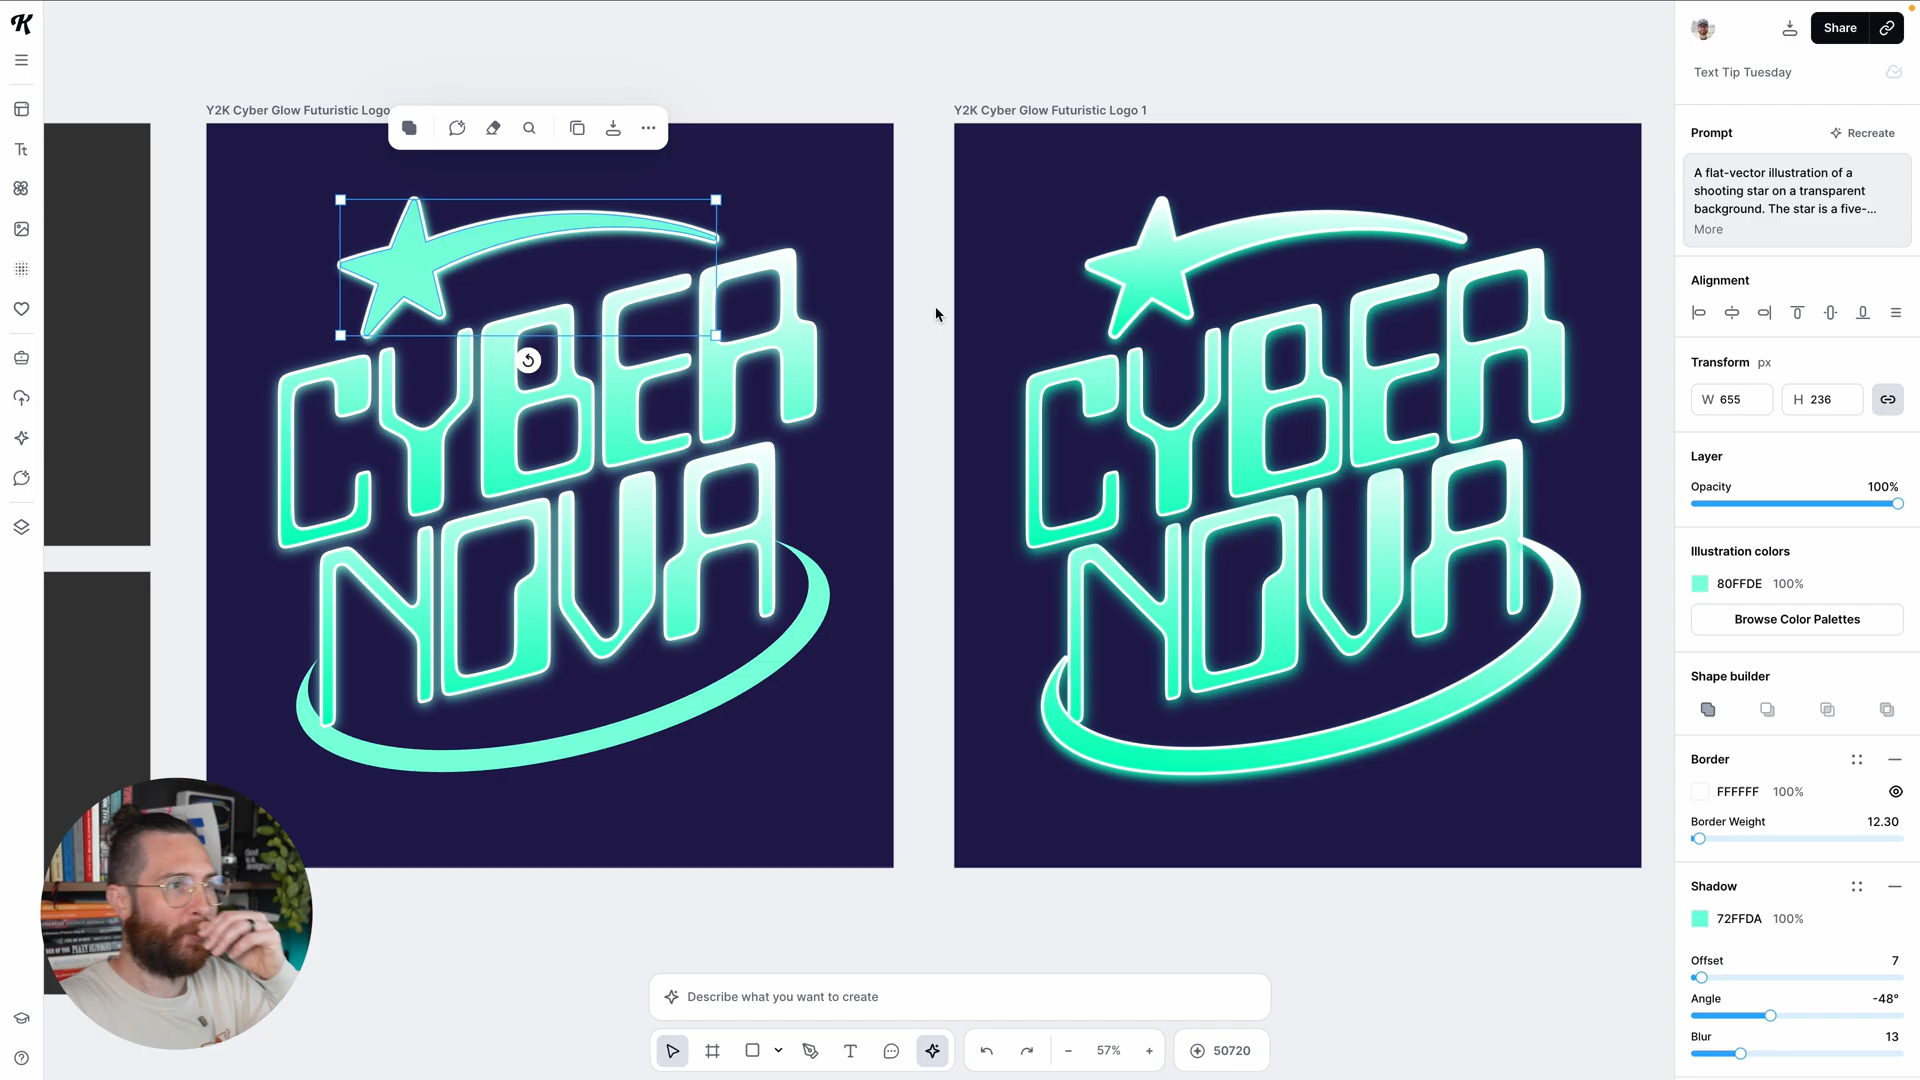 Share
Text Tip Tuesday
Y2K Cyber Glow Futuristic Logo
Y2K Cyber Glow Futuristic Logo 1
CYBER
NOVA
CYBER
NOVA
Prompt
Recreate
A flat-vector illustration of a
shooting star on a transparent
background. The star is a five-...
More
Alignment
Transform px
W 655
H 236
Layer
Opacity 100%
Illustration colors
80FFDE 100%
Browse Color Palettes
Shape builder
Border
FFFFFF 100%
Border Weight 12.30
Shadow
72FFDA 100%
Offset 7
Angle -48°
Blur 13
Tt
Describe what you want to create
T
57%
50720